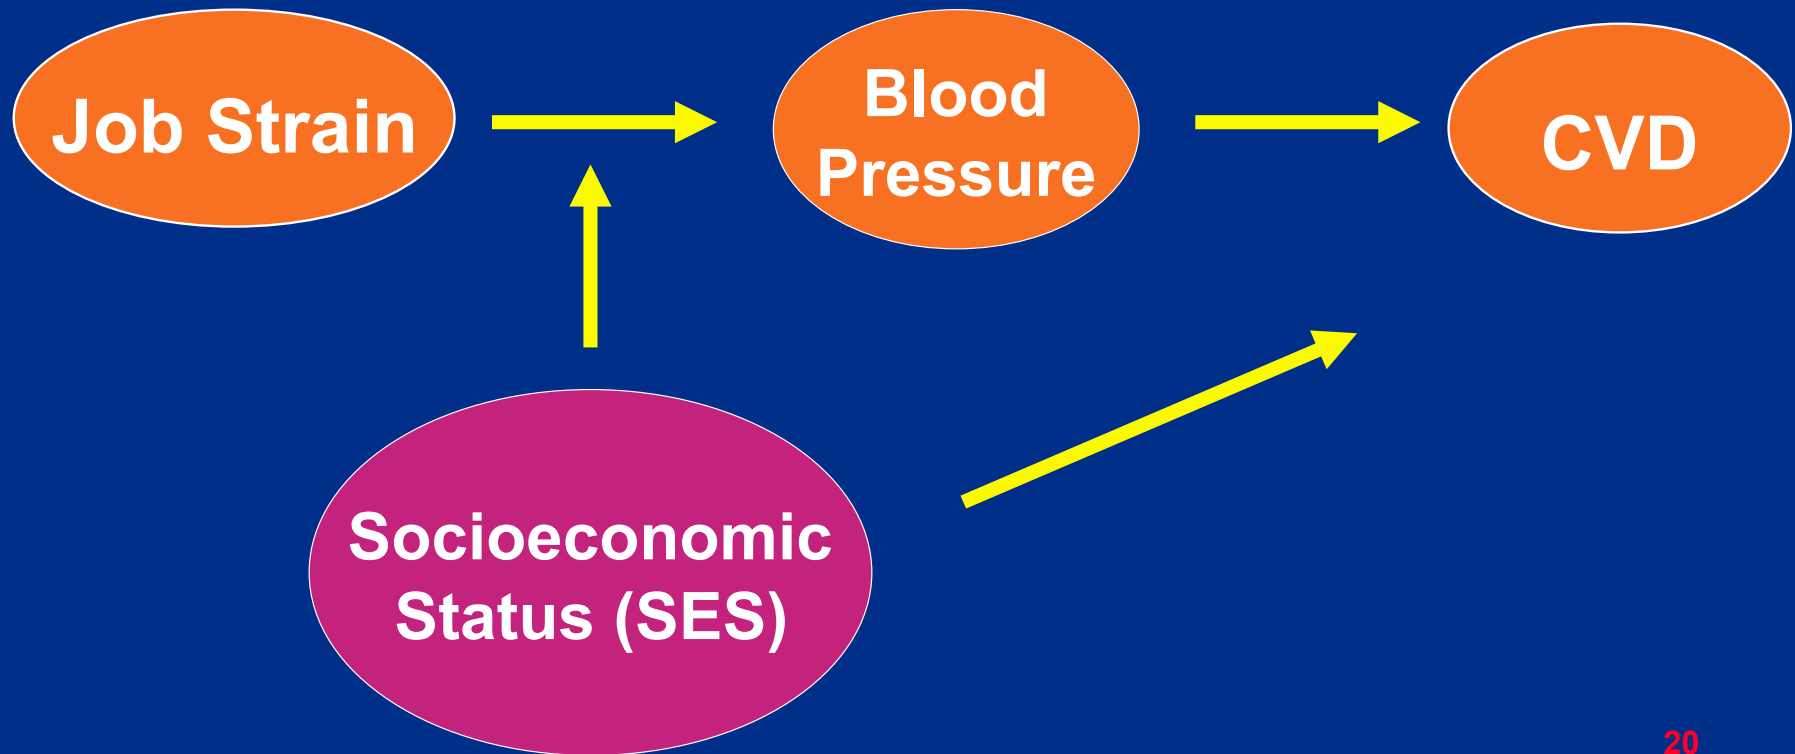 Job Strain
Blood
Pressure
CVD
Socioeconomic
Status (SES)
20